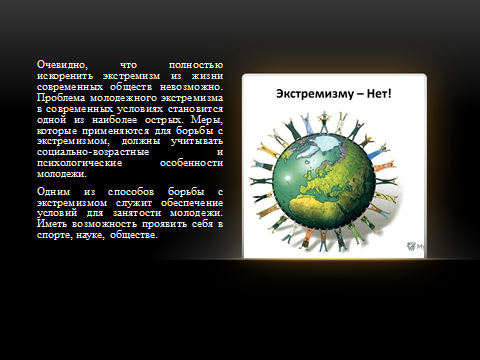 Очевидно, что полностью
искоренить экстремизм из жизни
современных обществ невозможно.
Проблема молодежного экстремизма
в современных условиях становится
одной из наиболее острых. Меры,
которые применяются для борьбы с
экстремизмом, должны учитывать
социально-возрастные и
психологические особенности
молодежи.
Одним из способов борьбы с
экстремизмом служит обеспечение
условий для занятости молодежи.
Иметь возможность проявить себя в
спорте, науке, обществе.
Экстремизму – Нет!